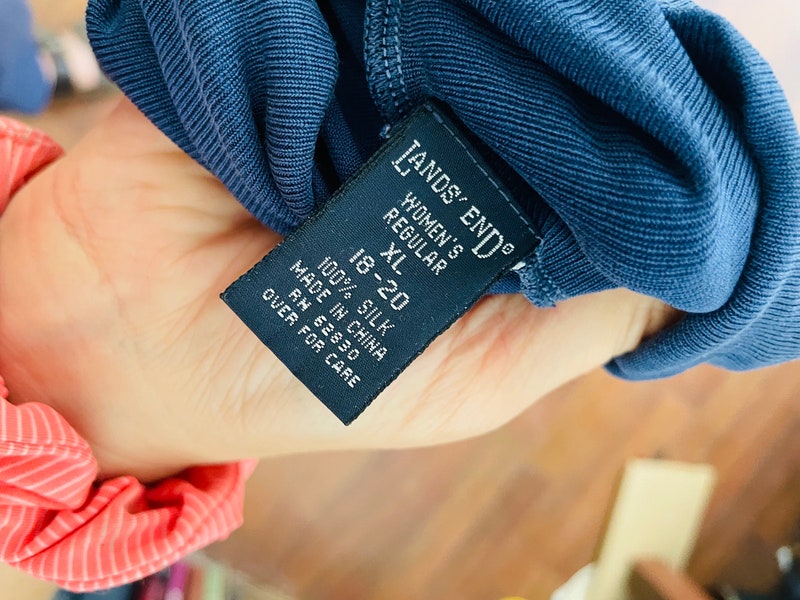 LANDS' END®
WOMEN'S
REGULAR
XL
18-20
100% SILK
MADE IN CHINA
RN 62830
OVER FOR CARE